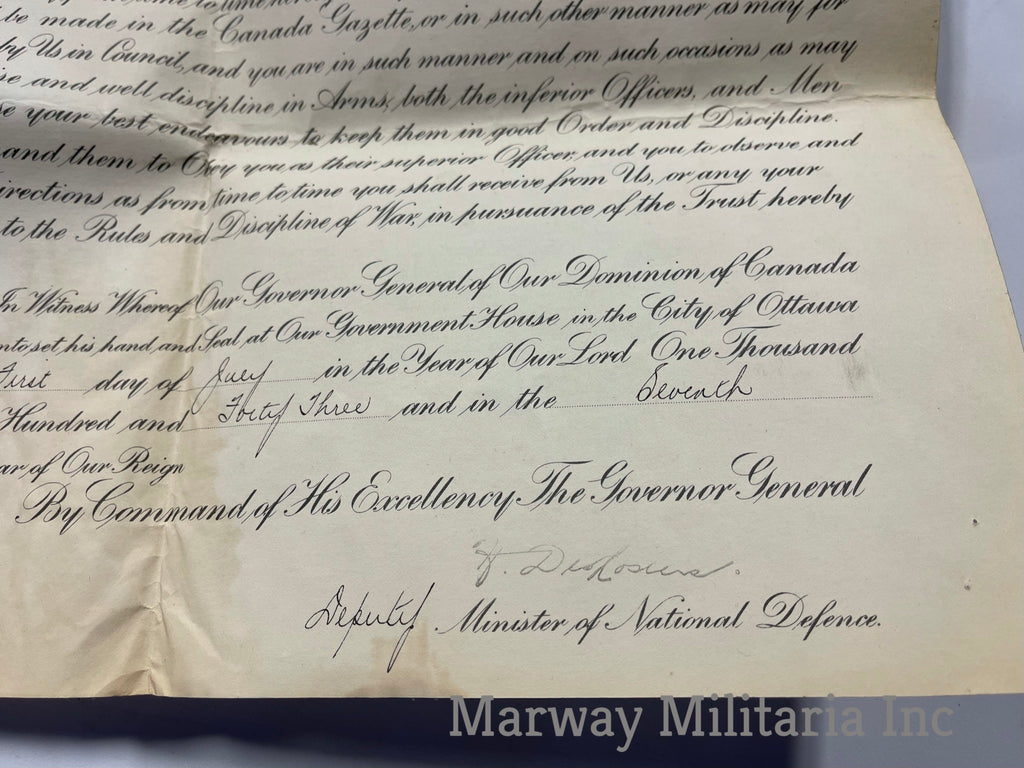 be made in the Canada Gazette, or in such other manner as may for
by Us in Council, and you are in such manner and on such occasions as may
se and well discipline in Arms, both the inferior Officers, and Men
se your best endeavours to keep them in good Order and Discipline.
and them to Obey you as their superior Officer, and you to observe and
irections as from time to time you shall receive from Us, or any your
to the Rules and Discipline of War, in pursuance of the Trust hereby
In Witness Whereof Our Governor General of Our Dominion of Canada
nto set his hand, and Seal at Our Government House in the City of Ottawa
First day of July in the Year of Our Lord One Thousand
Hundred and Forty Three and in the Seventh
ar of Our Reign
By Command of His Excellency The Governor General
H. DesRosiers.
Deputy Minister of National Defence.
Marway Militaria Inc